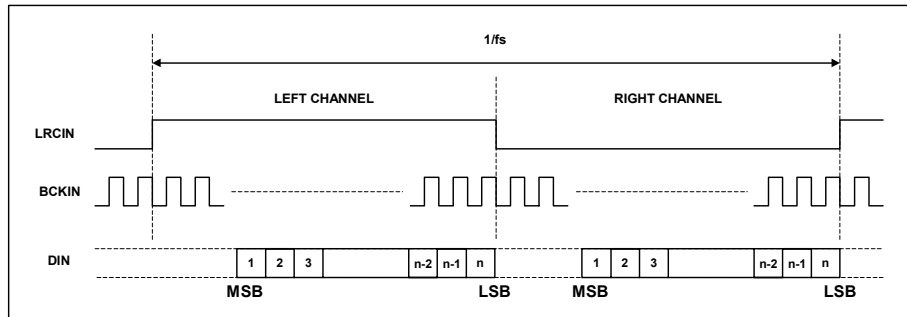 1/fs
LEFT CHANNEL RIGHT CHANNEL
LRCIN
BCKIN
DIN 1 2 3 n-2 n-1 n 1 2 3 n-2 n-1 n
MSB LSB MSB LSB